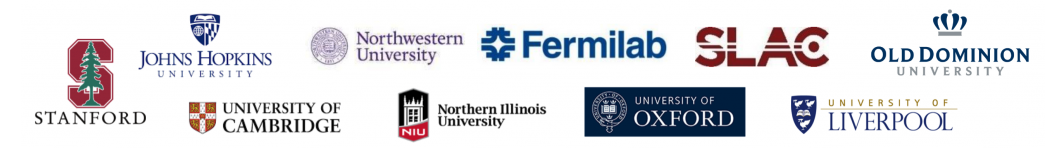 STANFORD
JOHNS HOPKINS
UNIVERSITY
Northwestern
University
Fermilab
SLAC
OLD DOMINION
UNIVERSITY
UNIVERSITY OF
CAMBRIDGE
NIU
Northern Illinois
University
UNIVERSITY OF
OXFORD
UNIVERSITY OF
LIVERPOOL